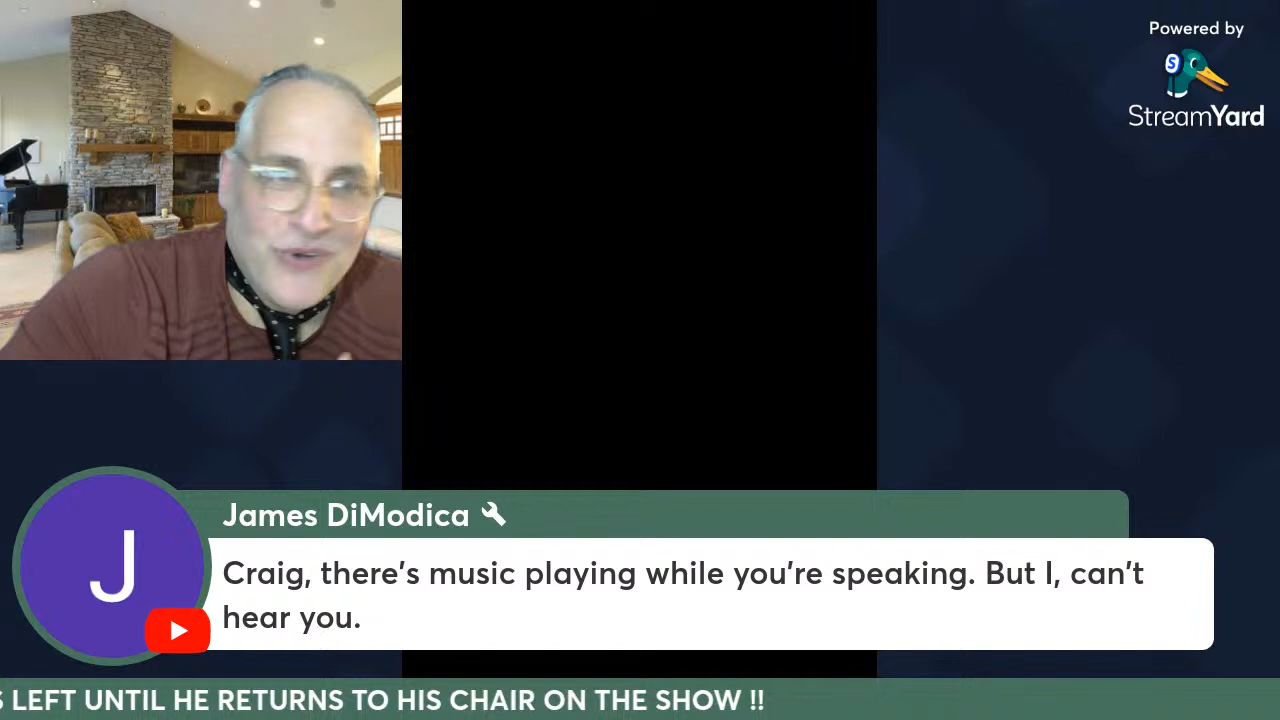 Powered by
S
StreamYard
J
James DiModica
Craig, there's music playing while you're speaking. But I, can't
hear you.
S LEFT UNTIL HE RETURNS TO HIS CHAIR ON THE SHOW !!